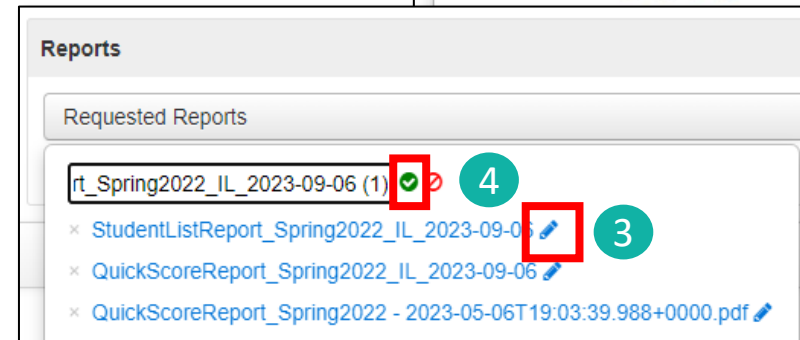 Reports
Requested Reports
rt_Spring2022_IL_2023-09-06 (1) 4
× StudentListReport_Spring2022_IL_2023-09-06 3
× QuickScoreReport_Spring2022_IL_2023-09-06
× QuickScoreReport_Spring2022 - 2023-05-06T19:03:39.988+0000.pdf